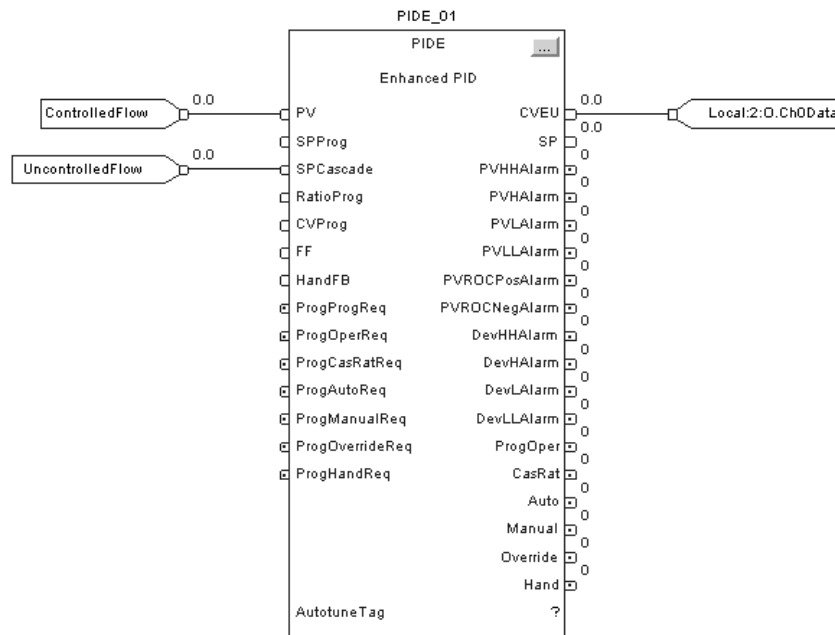 PIDE_01
PIDE
...
Enhanced PID
0.0 0.0
ControlledFlow PV CVEU Local:2:O.Ch0Data
0.0
SPProg SP
0.0 0
UncontrolledFlow SPCascade PVHHAlarm
0
RatioProg PVHAlarm
0
CVProg PVLAlarm
0
FF PVLLAlarm
0
HandFB PVROCPosAlarm
0
ProgProgReq PVROCNegAlarm
0
ProgOperReq DevHHAlarm
0
ProgCasRatReq DevHAlarm
0
ProgAutoReq DevLAlarm
0
ProgManualReq DevLLAlarm
0
ProgOverrideReq ProgOper
0
ProgHandReq CasRat
0
Auto
0
Manual
0
Override
0
Hand
AutotuneTag ?